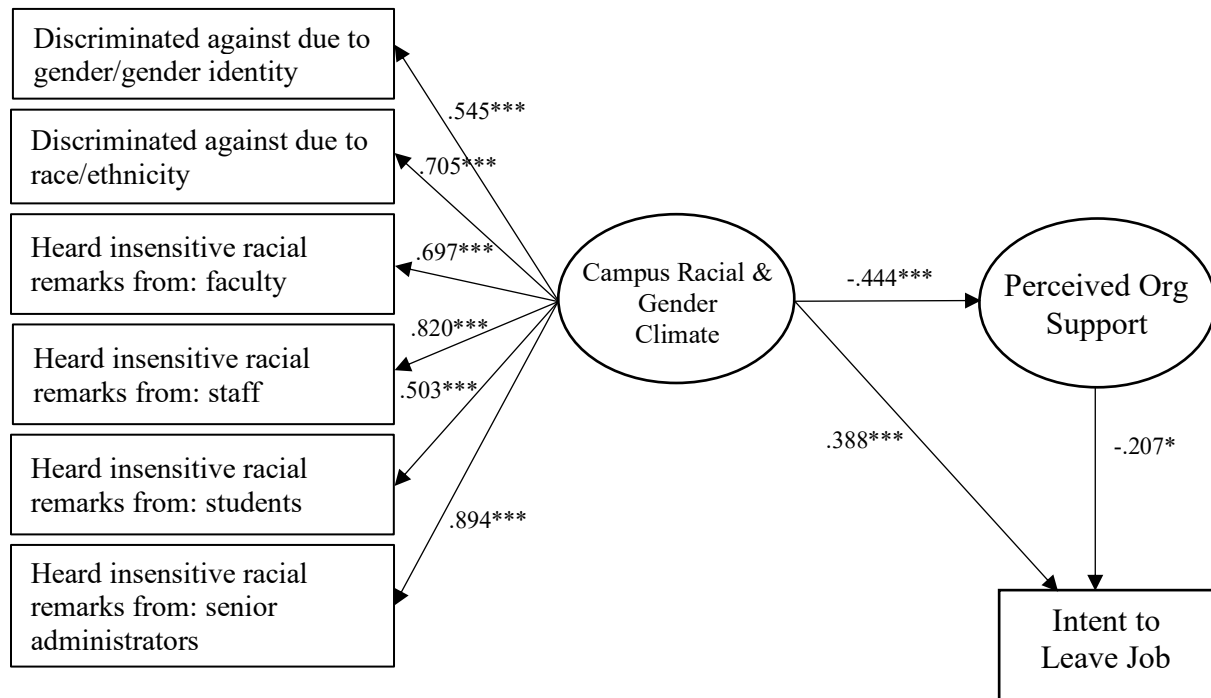 Discriminated against due to
gender/gender identity
Discriminated against due to
race/ethnicity
Heard insensitive racial
remarks from: faculty
Heard insensitive racial
remarks from: staff
Heard insensitive racial
remarks from: students
Heard insensitive racial
remarks from: senior
administrators
.545***
.705***
.697***
.820***
.503***
.894***
Campus Racial &
Gender
Climate
-.444***
.388***
Perceived Org
Support
-.207*
Intent to
Leave Job